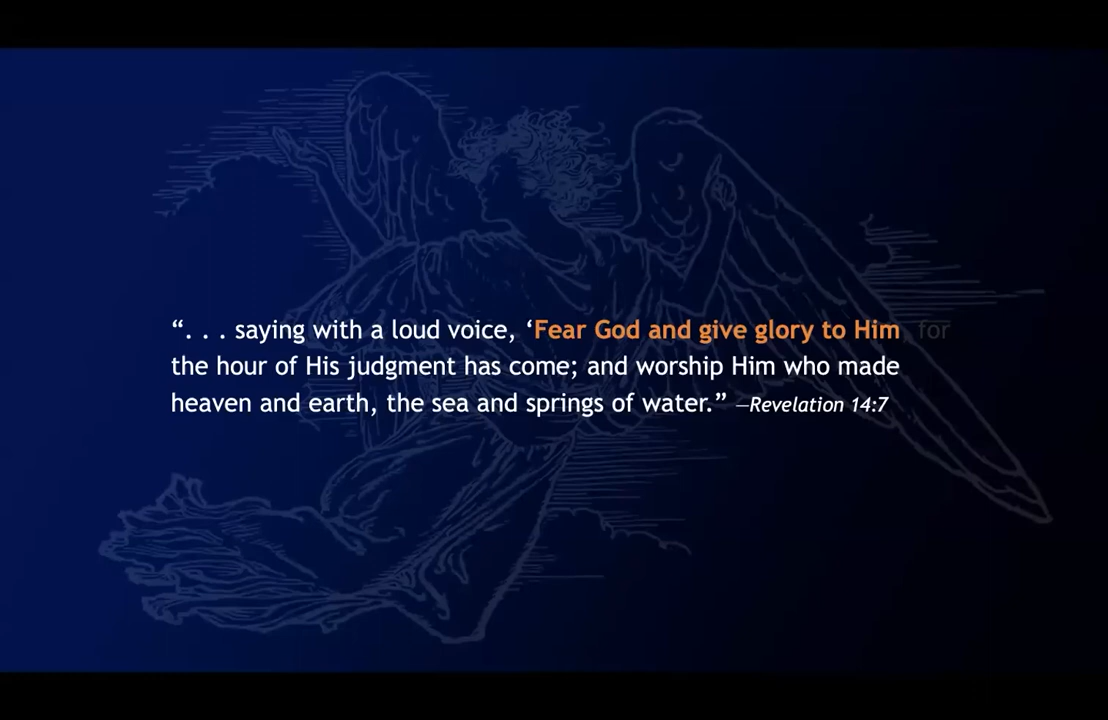 “. . . saying with a loud voice, ‘Fear God and give glory to Him, for
the hour of His judgment has come; and worship Him who made
heaven and earth, the sea and springs of water.” —Revelation 14:7